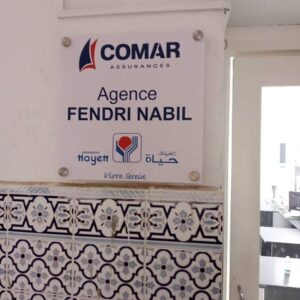 COMAR
ASSURANCES
Agence
FENDRI NABIL
Hayett
حياة
Vivre Serein